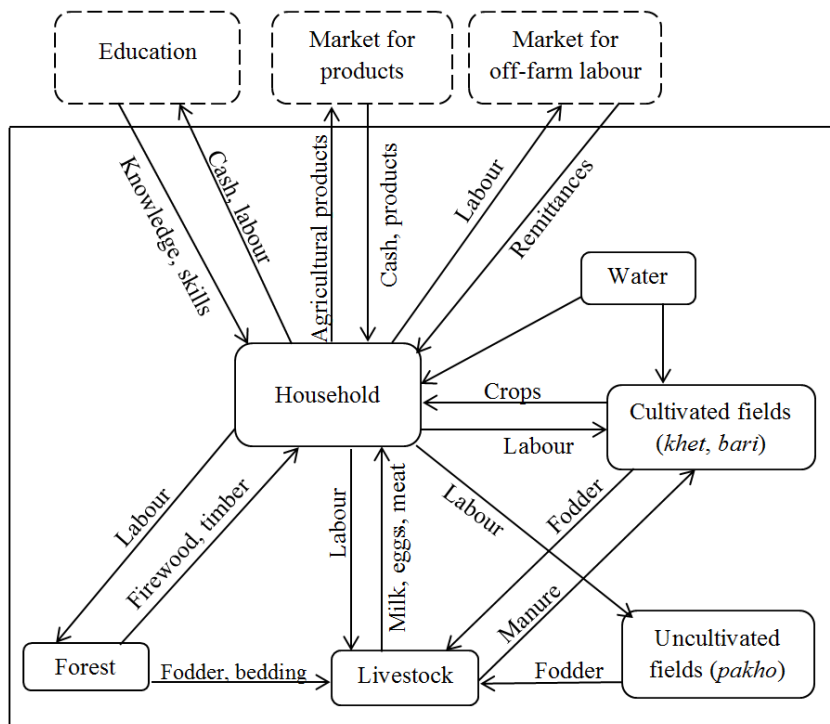 Education
Market for
products
Market for
off-farm labour
Knowledge, skills
Cash, labour
Agricultural products
Cash, products
Labour
Remittances
Water
Household
Crops
Cultivated fields
(khet, bari)
Labour
Labour
Firewood, timber
Labour
Milk, eggs, meat
Labour
Fodder
Manure
Forest
Fodder, bedding
Livestock
Fodder
Uncultivated
fields (pakho)